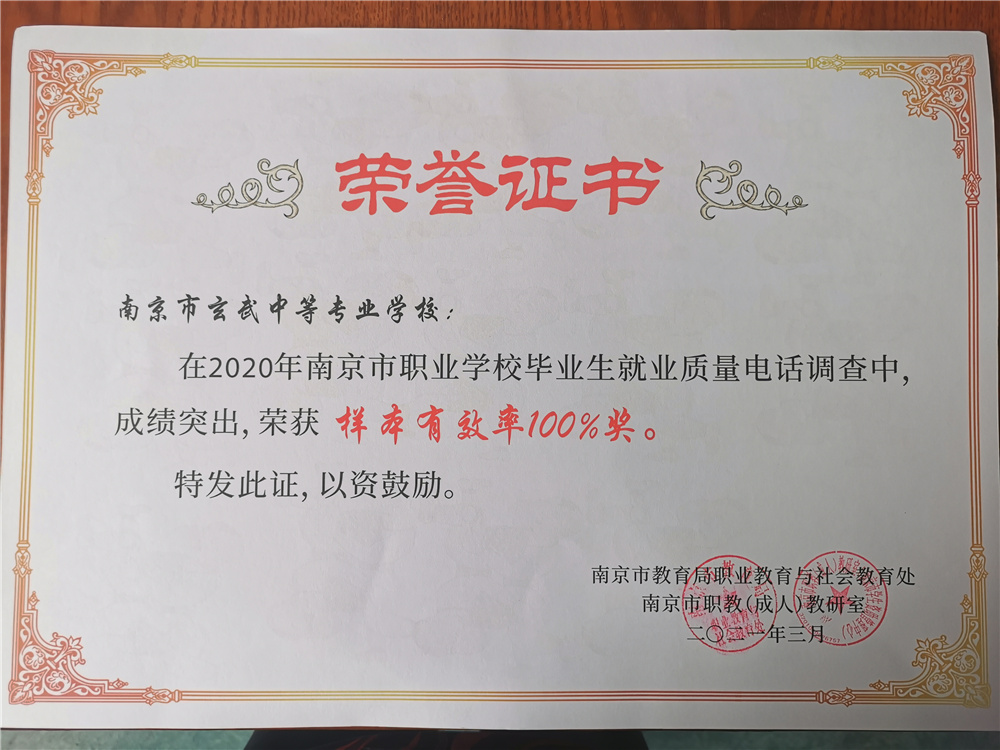 荣誉证书
南京市玄武中等专业学校：
在2020年南京市职业学校毕业生就业质量电话调查中，
成绩突出，荣获 样本有效率100%奖。
特发此证，以资鼓励。
南京市教育局职业教育与社会教育处
南京市职教（成人）教研室
二〇二一年三月